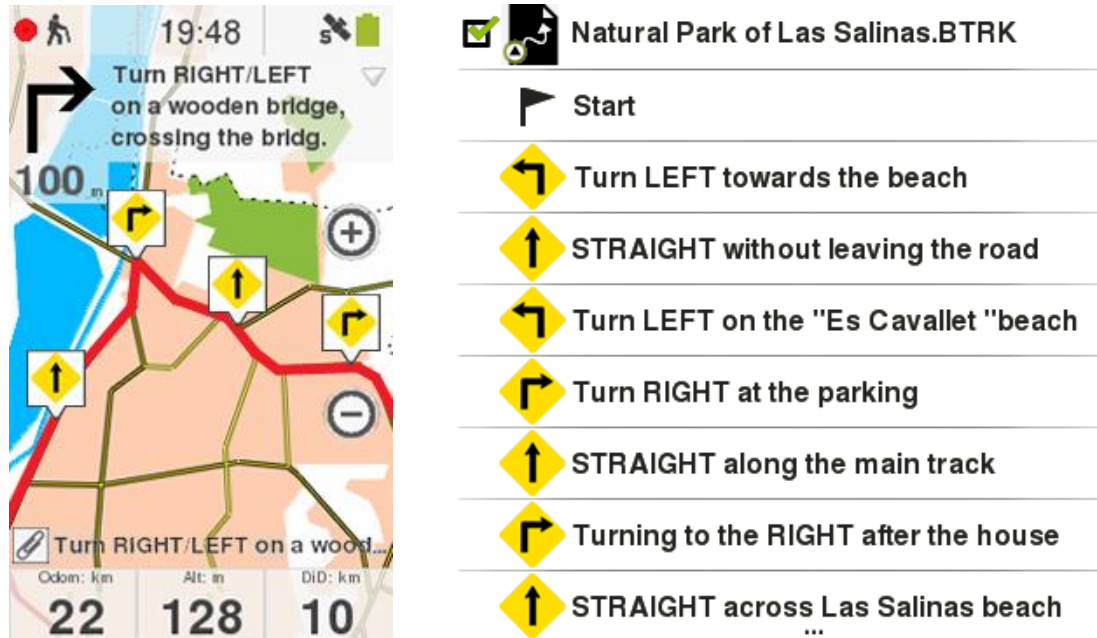 19:48
S
Turn RIGHT/LEFT
on a wooden bridge,
crossing the bridg.
100 m
+
−
Turn RIGHT/LEFT on a wood...
Odom: km
Alt: m
DiD: km
22
128
10
Natural Park of Las Salinas.BTRK
Start
Turn LEFT towards the beach
STRAIGHT without leaving the road
Turn LEFT on the "Es Cavallet "beach
Turn RIGHT at the parking
STRAIGHT along the main track
Turning to the RIGHT after the house
STRAIGHT across Las Salinas beach
...